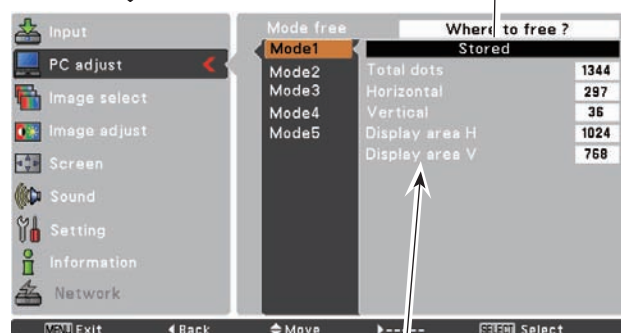 Input
PC adjust
Image select
Image adjust
Screen
Sound
Setting
Information
Network
Mode free
Where to free ?
Mode1
Stored
Mode2
Total dots 1344
Mode3
Horizontal 297
Mode4
Vertical 36
Mode5
Display area H 1024
Display area V 768
MENU Exit
Back
Move
-----
SELECT Select